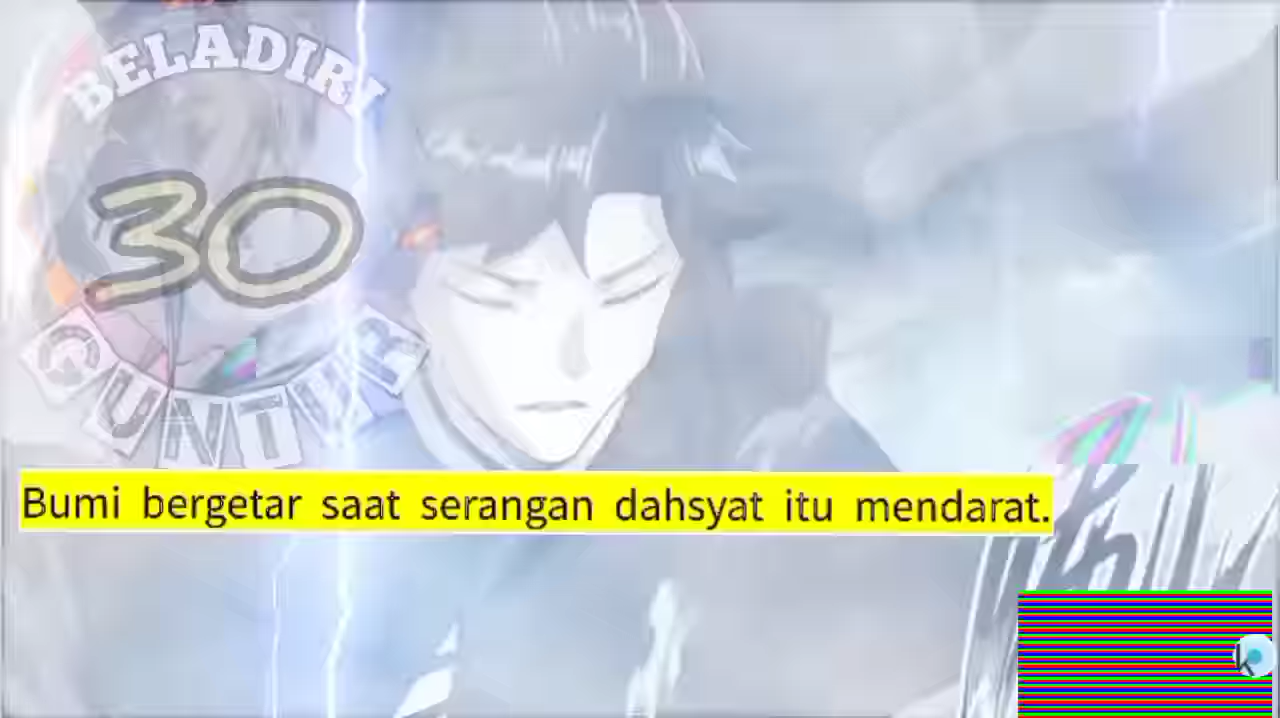 BELADIRI
30
GUNTUR
Bumi bergetar saat serangan dahsyat itu mendarat.
k